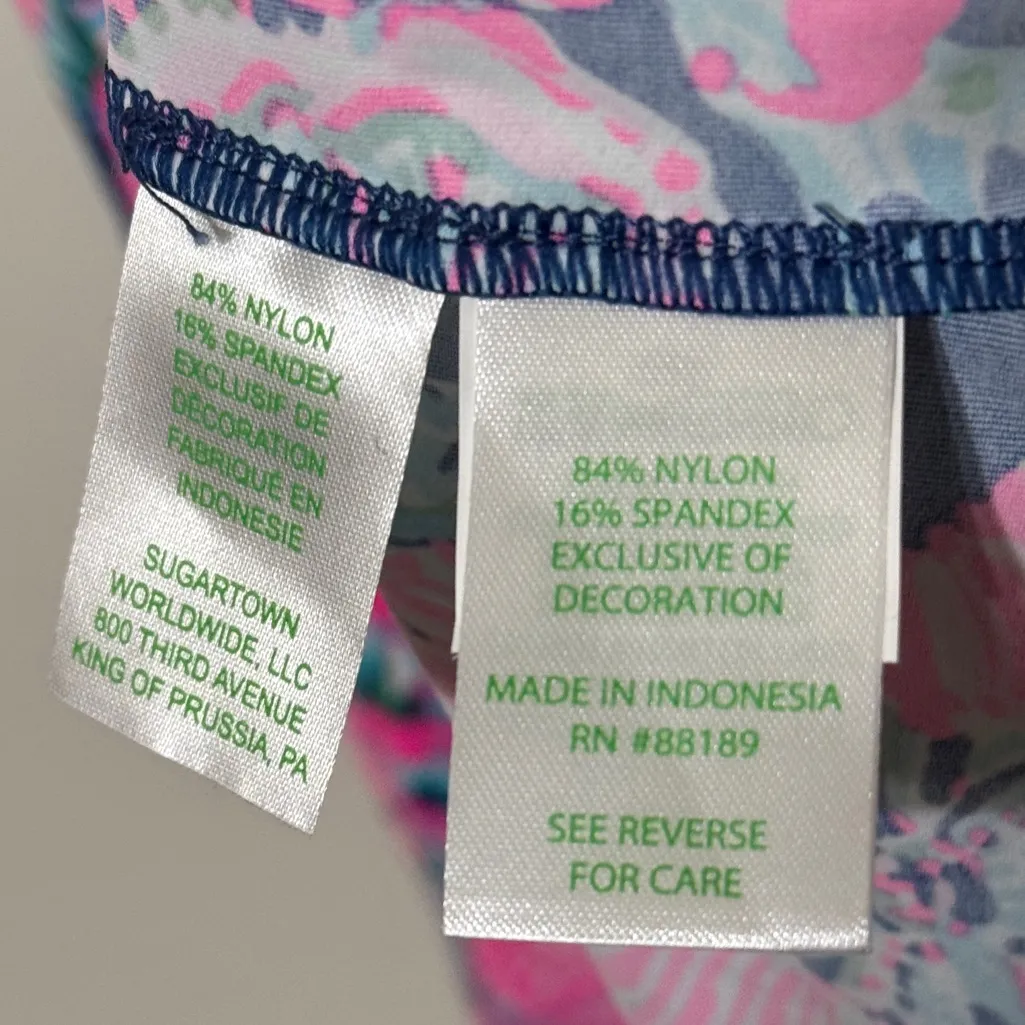 84% NYLON
16% SPANDEX
EXCLUSIF DE
DÉCORATION
FABRIQUÉ EN
INDONESIE
SUGARTOWN
WORLDWIDE, LLC
800 THIRD AVENUE
KING OF PRUSSIA, PA
84% NYLON
16% SPANDEX
EXCLUSIVE OF
DECORATION
MADE IN INDONESIA
RN #88189
SEE REVERSE
FOR CARE